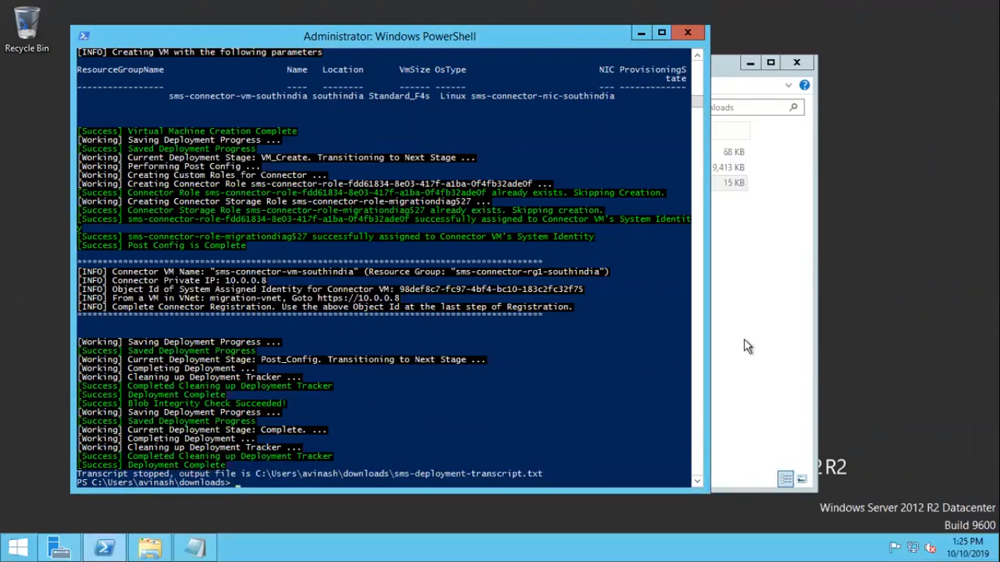 Recycle Bin
Administrator: Windows PowerShell
[INFO] Creating VM with the following parameters
ResourceGroupName Name Location VmSize OsType NIC ProvisioningS
tate
----------------- ---- -------- ------ ------ --- -------------
sms-connector-vm-southindia southindia Standard_F4s Linux sms-connector-nic-southindia
[Success] Virtual Machine Creation Complete
[Working] Saving Deployment Progress ...
[Success] Saved Deployment Progress
[Working] Current Deployment Stage: VM_Create. Transitioning to Next Stage ...
[Working] Performing Post Config ...
[Working] Creating Custom Roles for Connector ...
[Working] Creating Connector Role sms-connector-role-fdd61834-8e03-417f-a1ba-0f4fb32ade0f ...
[Success] Connector Role sms-connector-role-fdd61834-8e03-417f-a1ba-0f4fb32ade0f already exists. Skipping Creation.
[Working] Creating Connector Storage Role sms-connector-role-migrationdiag527 ...
[Success] Connector Storage Role sms-connector-role-migrationdiag527 already exists. Skipping creation.
[Success] sms-connector-role-fdd61834-8e03-417f-a1ba-0f4fb32ade0f successfully assigned to Connector VM's System Identit
y
[Success] sms-connector-role-migrationdiag527 successfully assigned to Connector VM's System Identity
[Success] Post Config is Complete
[INFO] Connector VM Name: "sms-connector-vm-southindia" (Resource Group: "sms-connector-rg1-southindia")
[INFO] Connector Private IP: 10.0.0.8
[INFO] Object Id of System Assigned Identity for Connector VM: 98def8c7-fc97-4bf4-bc10-183c2fc32f75
[INFO] From a VM in VNet: migration-vnet, Goto https://10.0.0.8
[INFO] Complete Connector Registration. Use the above Object Id at the last step of Registration.
[Working] Saving Deployment Progress ...
[Success] Saved Deployment Progress
[Working] Current Deployment Stage: Post_Config. Transitioning to Next Stage ...
[Working] Completing Deployment ...
[Working] Cleaning up Deployment Tracker ...
[Success] Completed Cleaning up Deployment Tracker
[Success] Deployment Complete
[Success] Blob Integrity Check Succeeded!
[Working] Saving Deployment Progress ...
[Success] Saved Deployment Progress
[Working] Current Deployment Stage: Complete. ...
[Working] Completing Deployment ...
[Working] Cleaning up Deployment Tracker ...
[Success] Completed Cleaning up Deployment Tracker
[Success] Deployment Complete
Transcript stopped, output file is C:\Users\avinash\downloads\sms-deployment-transcript.txt
PS C:\Users\avinash\downloads> _
nloads
68 KB
9,413 KB
15 KB
2 R2
Windows Server 2012 R2 Datacenter
Build 9600
1:25 PM
10/10/2019